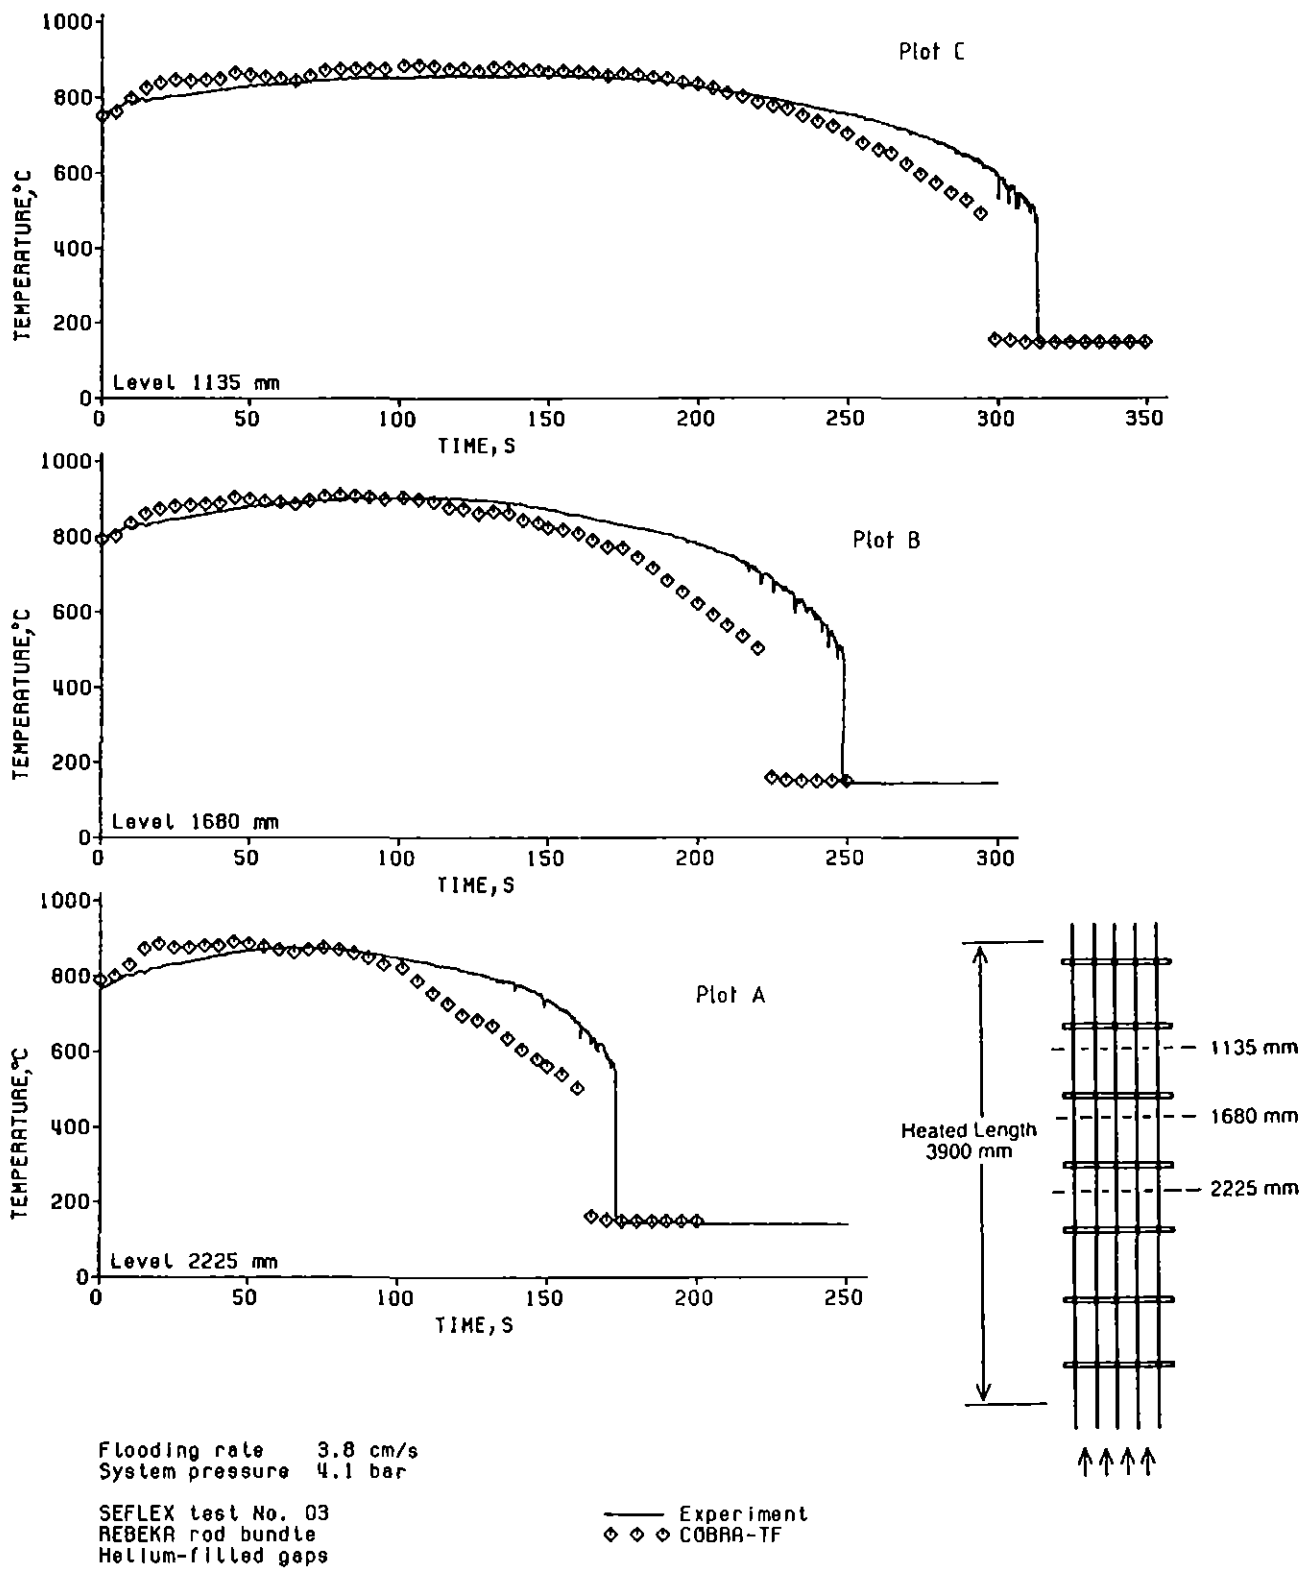 Plot C
1000
800
600
400
200
0
TEMPERATURE,°C
Level 1135 mm
0 50 100 150 200 250 300 350
TIME,S
Plot B
1000
800
600
400
200
0
TEMPERATURE,°C
Level 1680 mm
0 50 100 150 200 250 300
TIME,S
Plot A
1000
800
600
400
200
0
TEMPERATURE,°C
Level 2225 mm
0 50 100 150 200 250
TIME,S
Heated Length
3900 mm
1135 mm
1680 mm
2225 mm
Flooding rate 3.8 cm/s
System pressure 4.1 bar
SEFLEX test No. 03
REBEKA rod bundle
Helium-filled gaps
Experiment
COBRA-TF